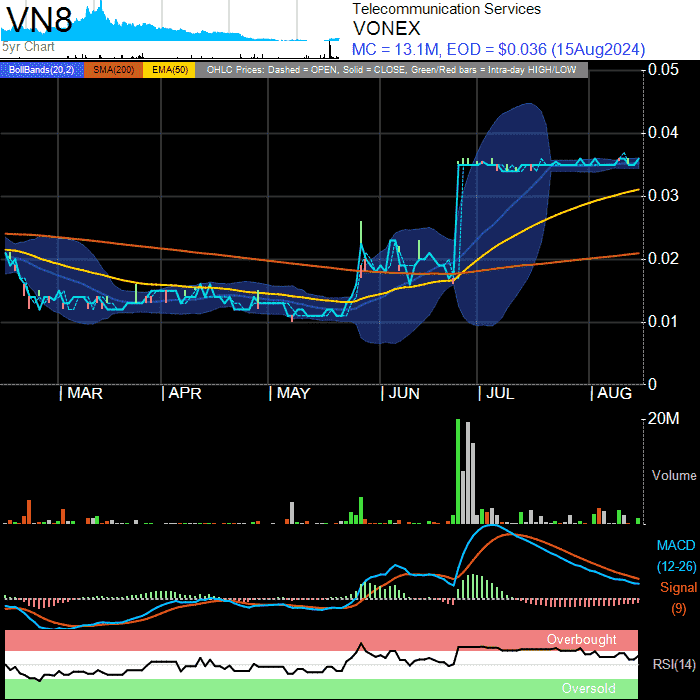 VN8
5yr Chart
Telecommunication Services
VONEX
MC = 13.1M, EOD = $0.036 (15Aug2024)
BollBands(20,2) SMA(200) EMA(50) OHLC Prices: Dashed = OPEN, Solid = CLOSE, Green/Red bars = Intra-day HIGH/LOW
0.05
0.04
0.03
0.02
0.01
0
MAR APR MAY JUN JUL AUG
20M
Volume
MACD
(12-26)
Signal
(9)
Overbought
RSI(14)
Oversold